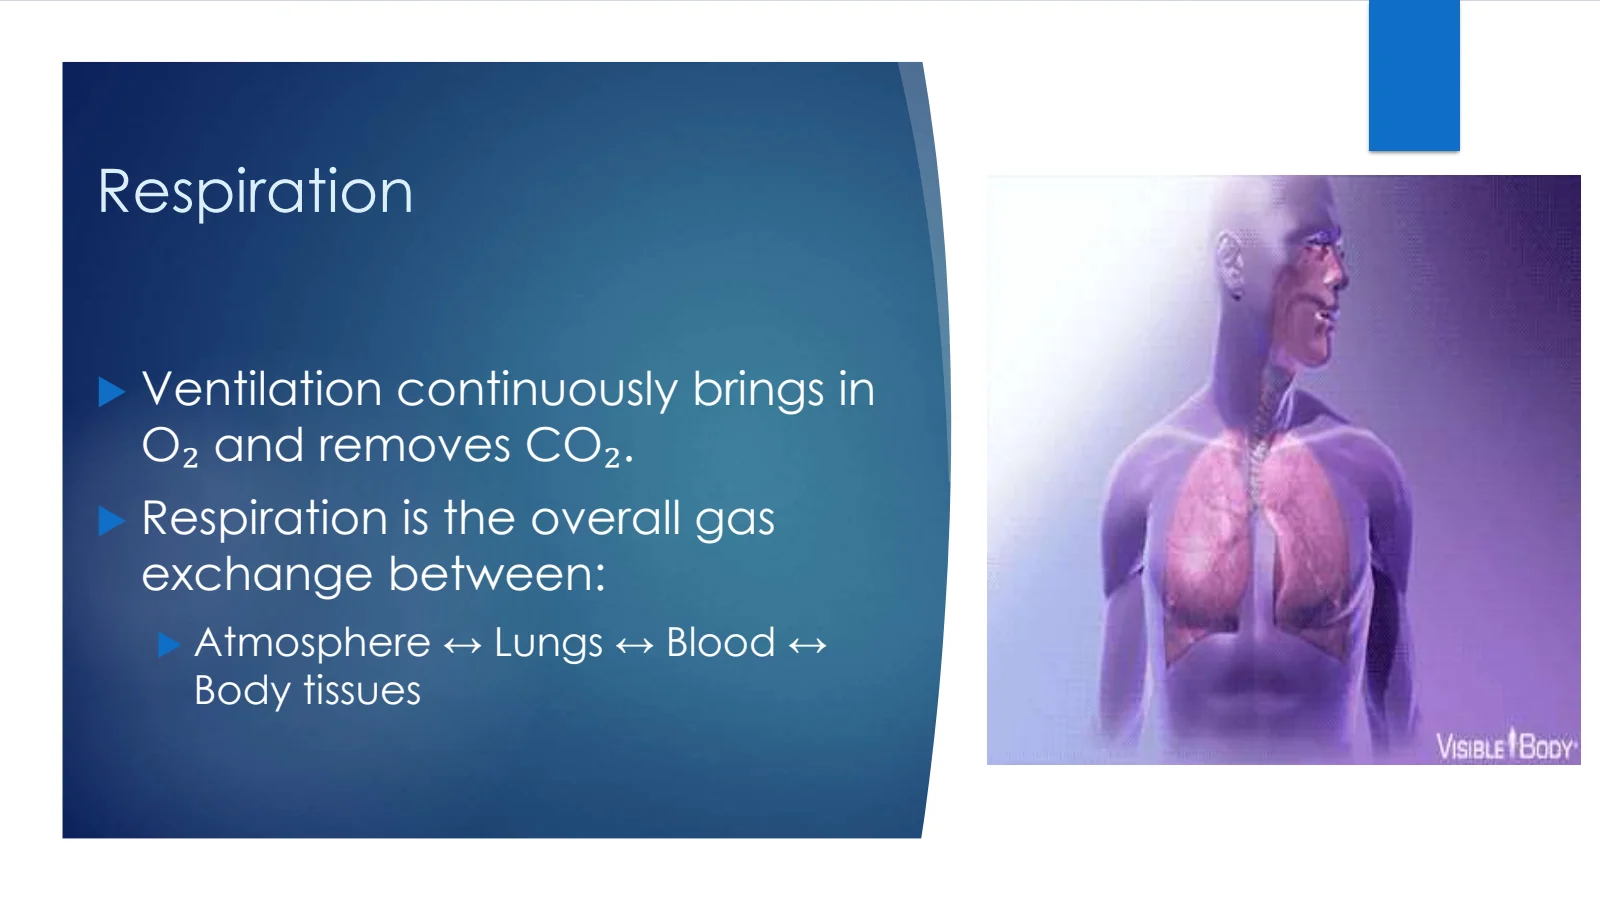 Respiration
Ventilation continuously brings in
O₂ and removes CO₂.
Respiration is the overall gas
exchange between:
Atmosphere ↔ Lungs ↔ Blood ↔
Body tissues
VISIBLE BODY®